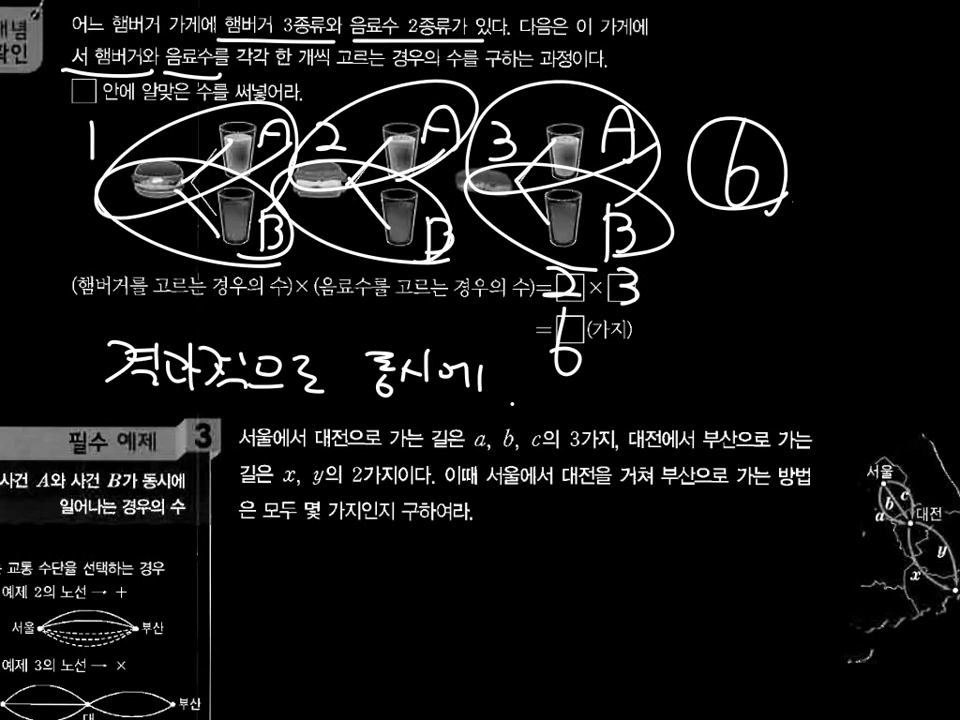 개념
확인
어느 햄버거 가게에 햄버거 3종류와 음료수 2종류가 있다. 다음은 이 가게에
서 햄버거와 음료수를 각각 한 개씩 고르는 경우의 수를 구하는 과정이다.
□ 안에 알맞은 수를 써넣어라.
1 A 2 A 3 A 6
B B B
(햄버거를 고르는 경우의 수)×(음료수를 고르는 경우의 수)=2×3
=6(가지)
결과적으로 동시에.
필수 예제 3
서울에서 대전으로 가는 길은 a, b, c의 3가지, 대전에서 부산으로 가는
길은 x, y의 2가지이다. 이때 서울에서 대전을 거쳐 부산으로 가는 방법
은 모두 몇 가지인지 구하여라.
사건 A와 사건 B가 동시에
일어나는 경우의 수
교통 수단을 선택하는 경우
예제 2의 노선 → +
서울 부산
예제 3의 노선 → ×
부산
대
서울
c
b
a 대전
y
x